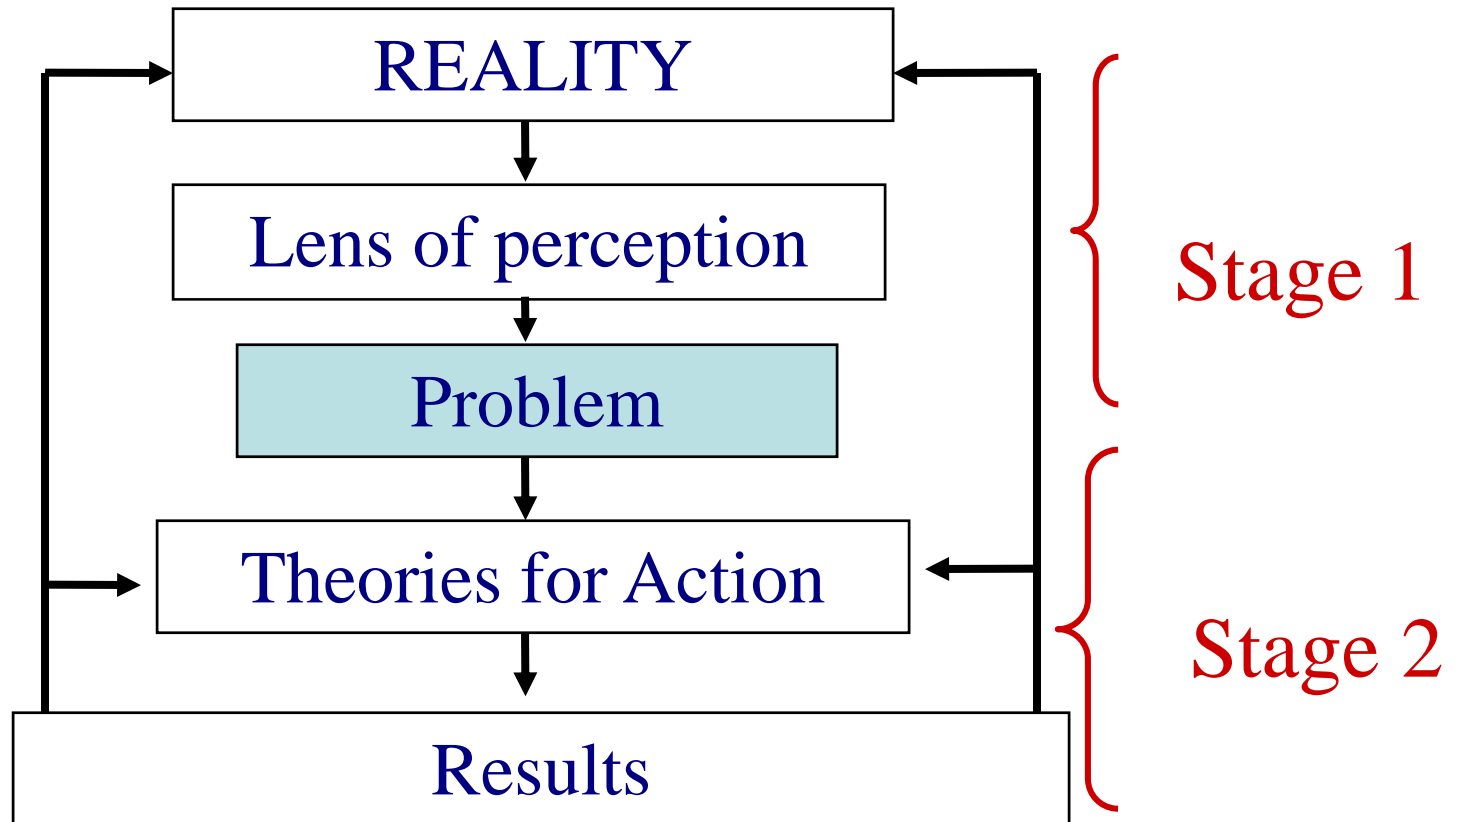 REALITY
Lens of perception
Problem
Theories for Action
Results
Stage 1
Stage 2